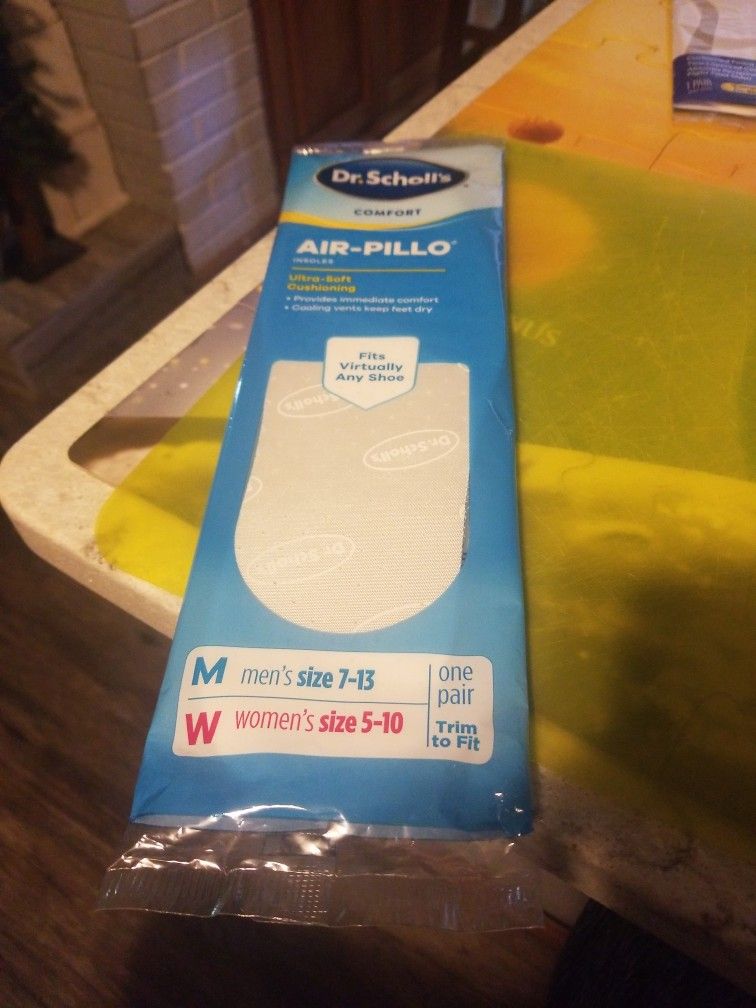 Dr. Scholl's
COMFORT
AIR-PILLO
INSOLES
Ultra-Soft
Cushioning
• Provides immediate comfort
• Cooling vents keep feet dry
Fits
Virtually
Any Shoe
Scholl's
Dr. Scholl's
Dr. Scholl's
M men's size 7-13
W women's size 5-10
one
pair
Trim
to Fit
1 PAIR